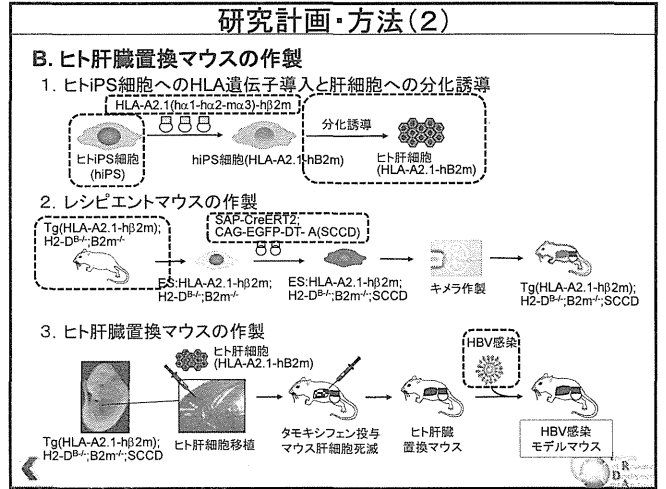 研究計画・方法(2)
B. ヒト肝臓置換マウスの作製
1. ヒトiPS細胞へのHLA遺伝子導入と肝細胞への分化誘導
HLA-A2.1(hα1-hα2-mα3)-hβ2m
分化誘導
ヒトiPS細胞
(hiPS)
hiPS細胞(HLA-A2.1-hB2m)
ヒト肝細胞
(HLA-A2.1-hB2m)
2. レシピエントマウスの作製
Tg(HLA-A2.1-hβ2m);
H2-DB-/-;B2m-/-
SAP-CreERT2;
CAG-EGFP-DT- A(SCCD)
ES:HLA-A2.1-hβ2m;
H2-DB-/-;B2m-/-
ES:HLA-A2.1-hβ2m;
H2-DB-/-;B2m-/-;SCCD
キメラ作製
Tg(HLA-A2.1-hβ2m);
H2-DB-/-;B2m-/-;SCCD
3. ヒト肝臓置換マウスの作製
ヒト肝細胞
(HLA-A2.1-hB2m)
HBV感染
Tg(HLA-A2.1-hβ2m);
H2-DB-/-;B2m-/-;SCCD
ヒト肝細胞移植
タモキシフェン投与
マウス肝細胞死滅
ヒト肝臓
置換マウス
HBV感染
モデルマウス